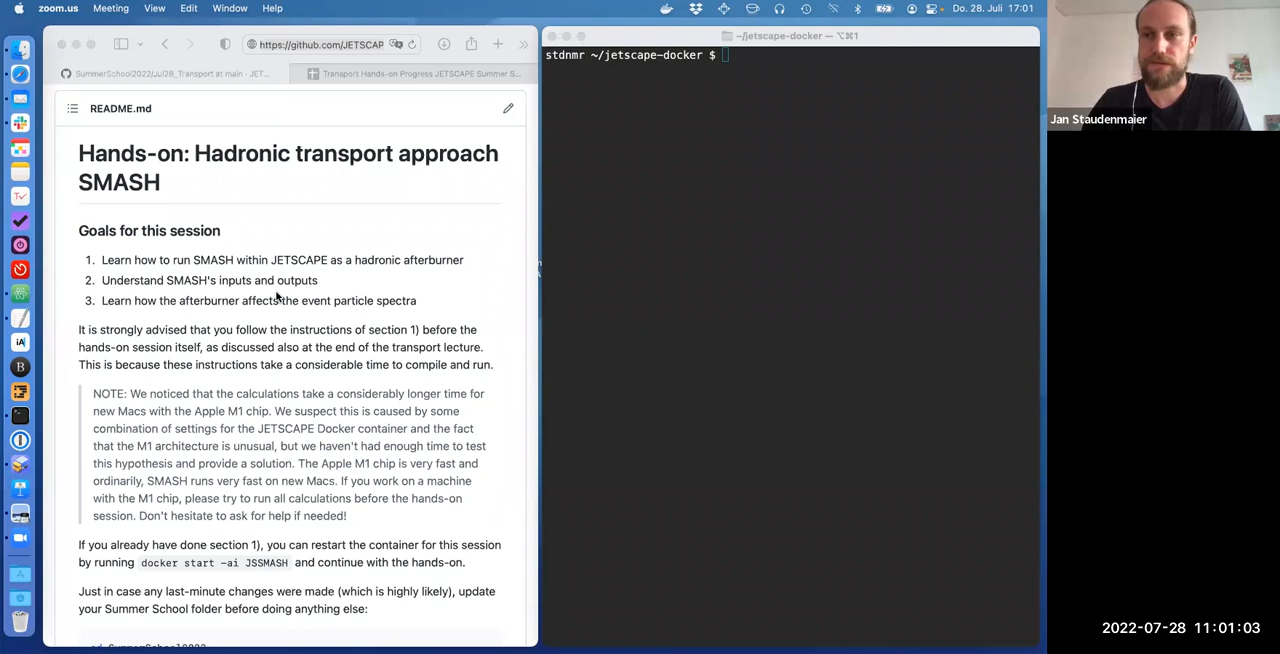 zoom.us Meeting View Edit Window Help
Do. 28. Juli 17:01
https://github.com/JETSCAP
~/jetscape-docker — ⌥⌘1
SummerSchool2022/Jul28_Transport at main · JET...
Transport Hands-on Progress JETSCAPE Summer S...
stdnmr ~/jetscape-docker $
README.md
Hands-on: Hadronic transport approach
SMASH
Goals for this session
1. Learn how to run SMASH within JETSCAPE as a hadronic afterburner
2. Understand SMASH's inputs and outputs
3. Learn how the afterburner affects the event particle spectra
It is strongly advised that you follow the instructions of section 1) before the
hands-on session itself, as discussed also at the end of the transport lecture.
This is because these instructions take a considerable time to compile and run.
NOTE: We noticed that the calculations take a considerably longer time for
new Macs with the Apple M1 chip. We suspect this is caused by some
combination of settings for the JETSCAPE Docker container and the fact
that the M1 architecture is unusual, but we haven't had enough time to test
this hypothesis and provide a solution. The Apple M1 chip is very fast and
ordinarily, SMASH runs very fast on new Macs. If you work on a machine
with the M1 chip, please try to run all calculations before the hands-on
session. Don't hesitate to ask for help if needed!
If you already have done section 1), you can restart the container for this session
by running docker start -ai JSSMASH and continue with the hands-on.
Just in case any last-minute changes were made (which is highly likely), update
your Summer School folder before doing anything else:
Jan Staudenmaier
2022-07-28 11:01:03